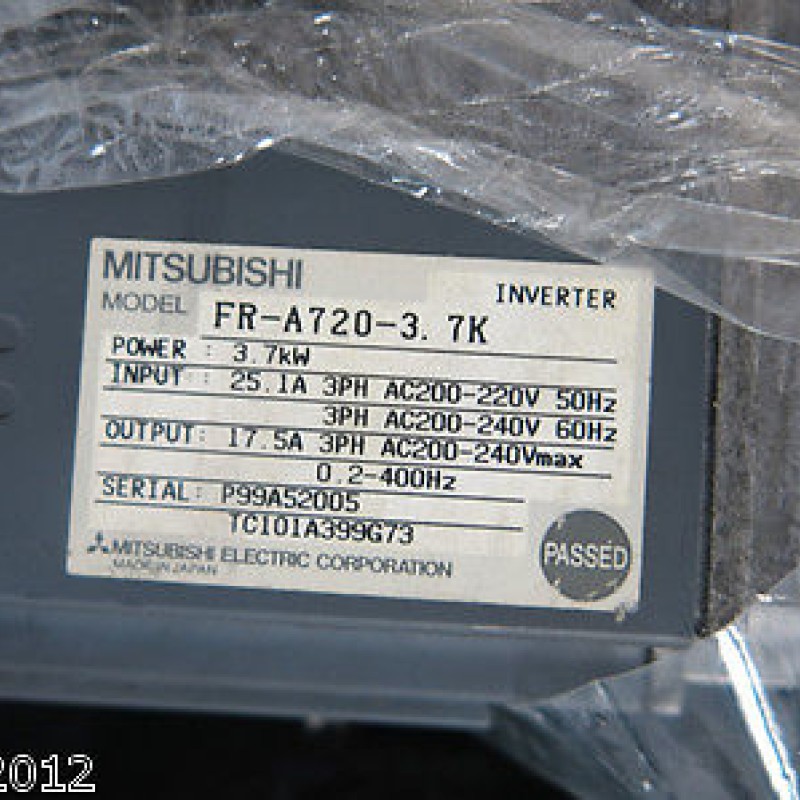 MITSUBISHI
INVERTER
MODEL FR-A720-3.7K
POWER : 3.7kW
INPUT : 25.1A 3PH AC200-220V 50Hz
3PH AC200-240V 60Hz
OUTPUT: 17.5A 3PH AC200-240Vmax
0.2-400Hz
SERIAL: P99A52005
TC101A399G73
MITSUBISHI ELECTRIC CORPORATION
MADE IN JAPAN
PASSED
2012